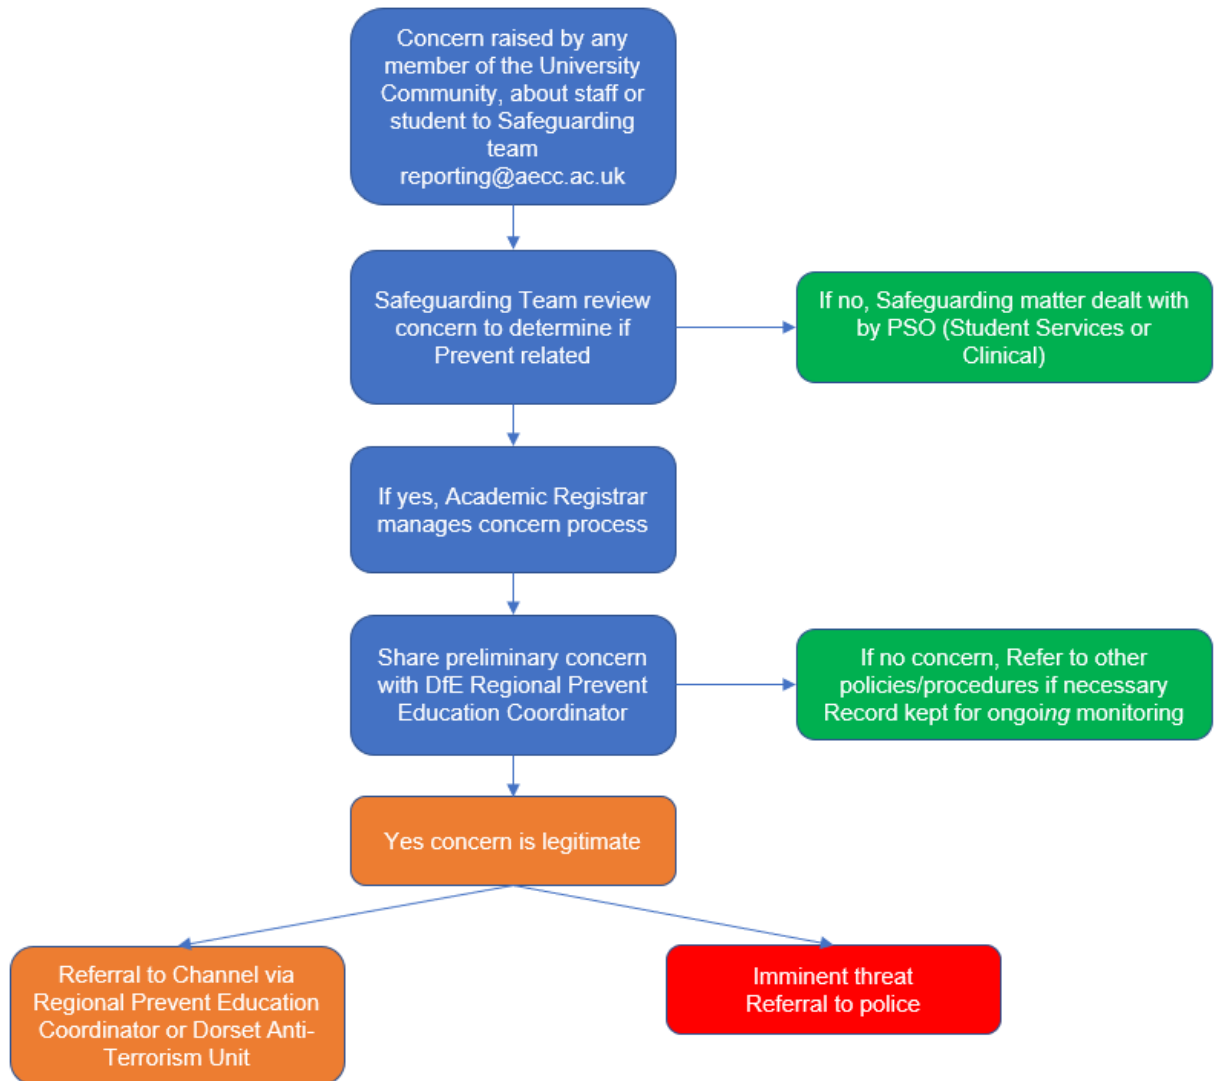 Concern raised by any
member of the University
Community, about staff or
student to Safeguarding
team
reporting@aecc.ac.uk
Safeguarding Team review
concern to determine if
Prevent related
If no, Safeguarding matter dealt with
by PSO (Student Services or
Clinical)
If yes, Academic Registrar
manages concern process
Share preliminary concern
with DfE Regional Prevent
Education Coordinator
If no concern, Refer to other
policies/procedures if necessary
Record kept for ongoing monitoring
Yes concern is legitimate
Referral to Channel via
Regional Prevent Education
Coordinator or Dorset Anti-
Terrorism Unit
Imminent threat
Referral to police